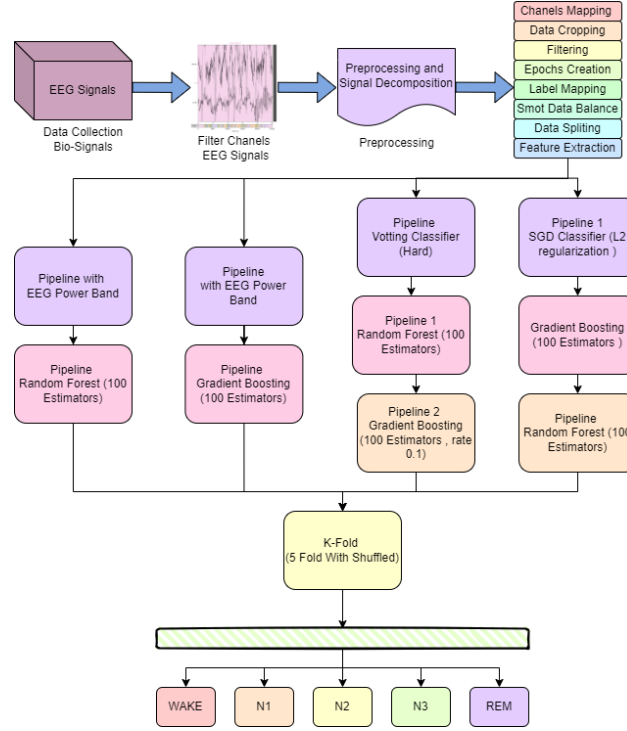 EEG Signals
Data Collection
Bio-Signals
Filter Chanels
EEG Signals
Preprocessing and
Signal Decomposition
Preprocessing
Chanels Mapping
Data Cropping
Filtering
Epochs Creation
Label Mapping
Smot Data Balance
Data Spliting
Feature Extraction
Pipeline with
EEG Power Band
Pipeline
with EEG Power
Band
Pipeline
Votting Classifier
(Hard)
Pipeline 1
SGD Classifier (L2
regularization )
Pipeline
Random Forest (100
Estimators)
Pipeline
Gradient Boosting
(100 Estimators)
Pipeline 1
Random Forest (100
Estimators)
Gradient Boosting
(100 Estimators )
Pipeline 2
Gradient Boosting
(100 Estimators , rate
0.1)
Pipeline
Random Forest (100
Estimators)
K-Fold
(5 Fold With Shuffled)
WAKE
N1
N2
N3
REM